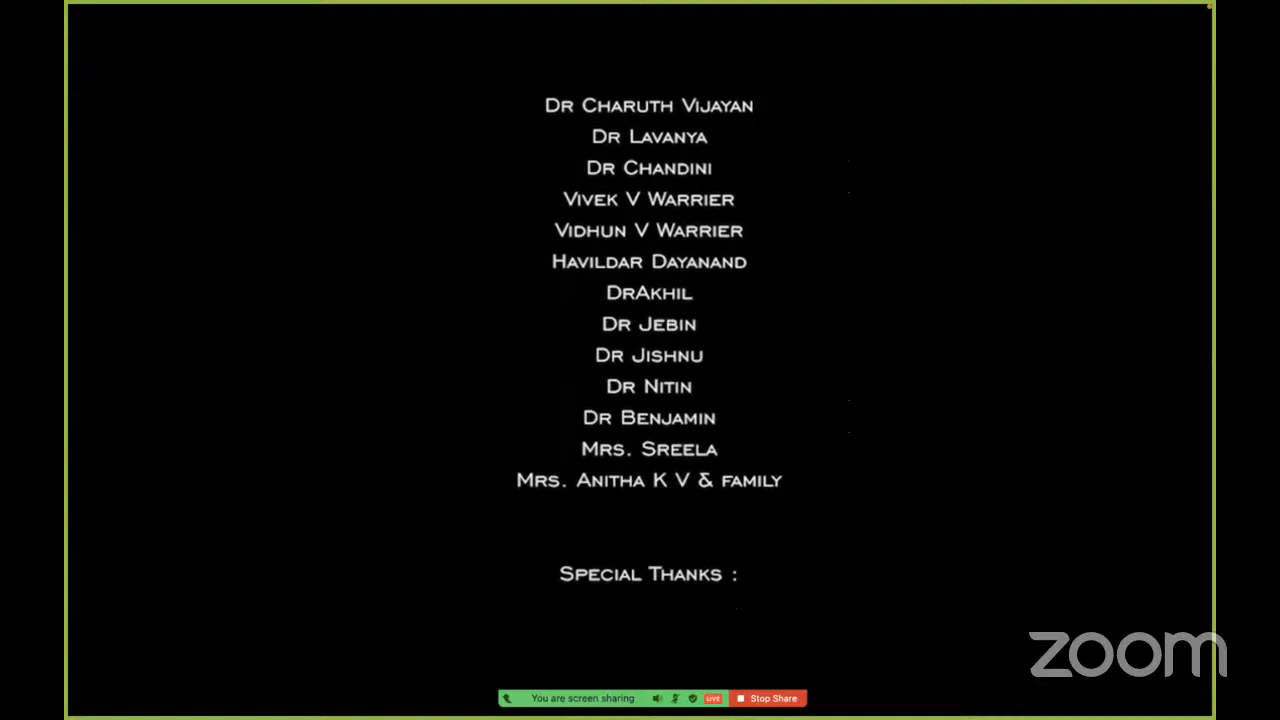 Dr Charuth Vijayan
Dr Lavanya
Dr Chandini
Vivek V Warrier
Vidhun V Warrier
Havildar Dayanand
DrAkhil
Dr Jebin
Dr Jishnu
Dr Nitin
Dr Benjamin
Mrs. Sreela
Mrs. Anitha K V & family
Special Thanks :
zoom
You are screen sharing LIVE Stop Share